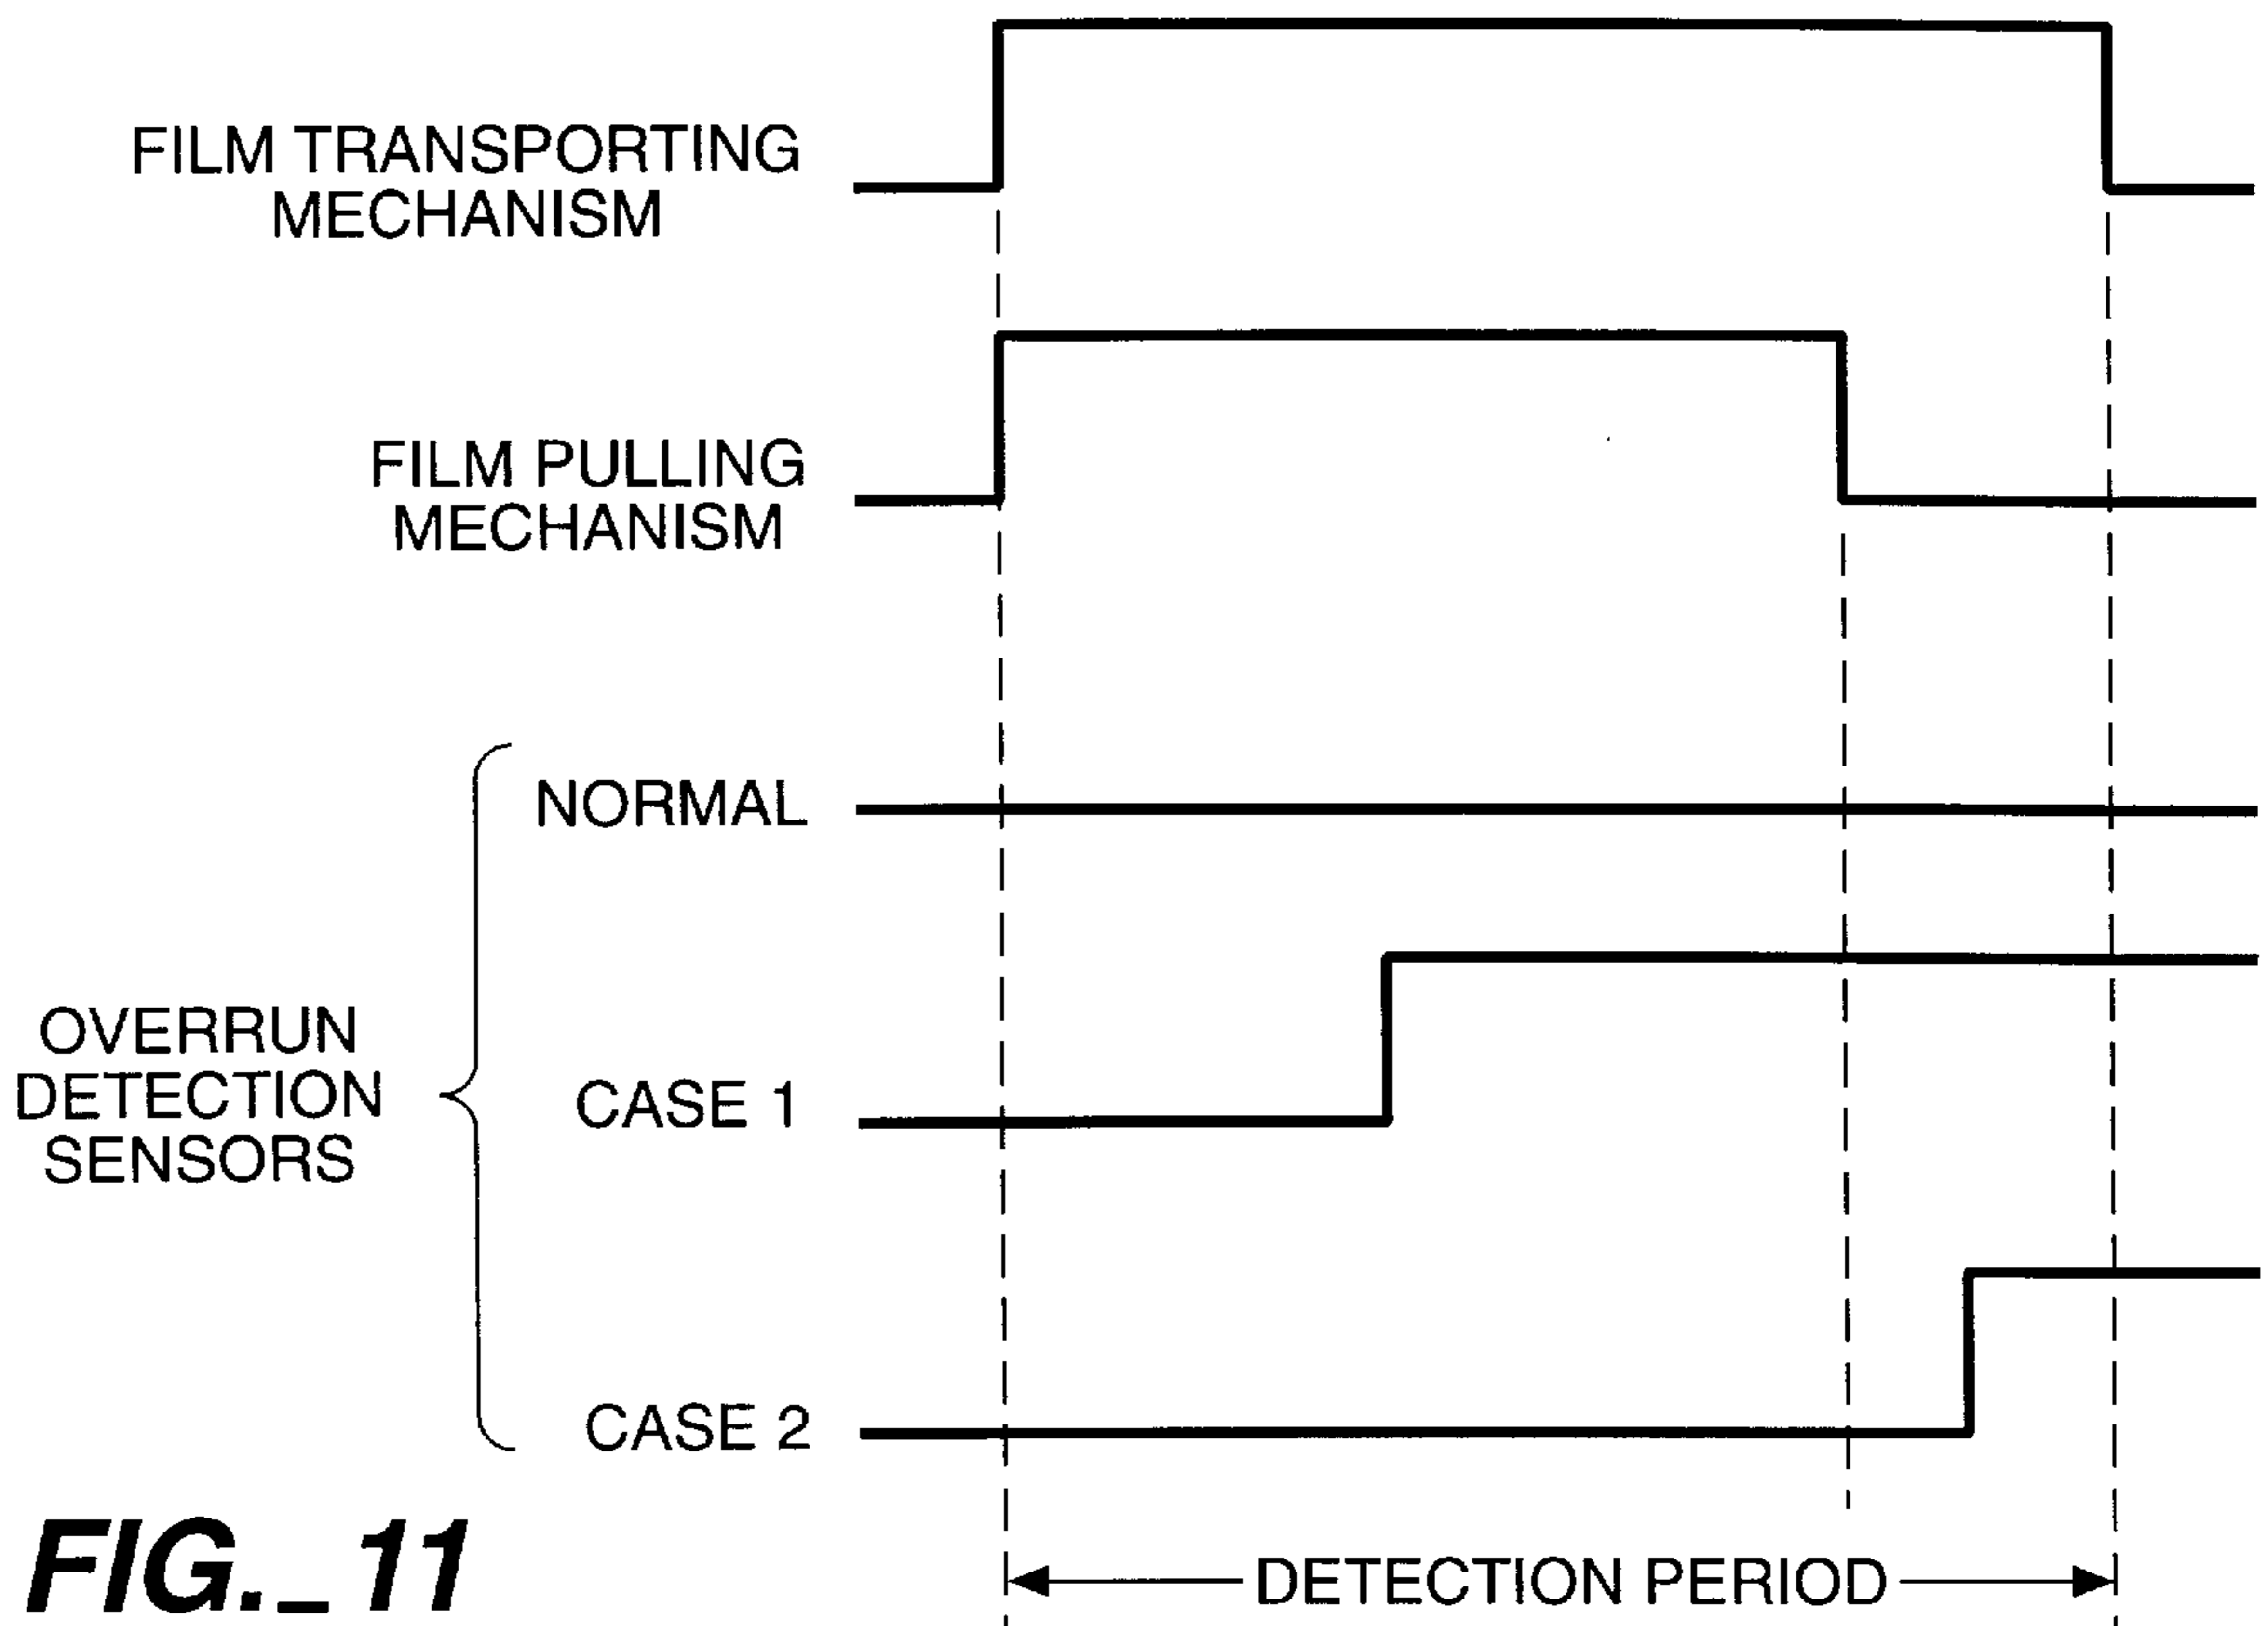 FILM TRANSPORTING
MECHANISM
FILM PULLING
MECHANISM
NORMAL
OVERRUN
DETECTION
SENSORS
CASE 1
CASE 2
FIG._11
DETECTION PERIOD